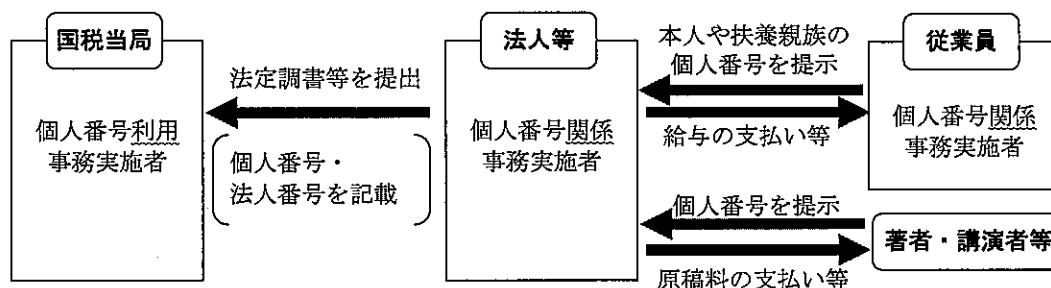 国税当局
個人番号利用
事務実施者
法定調書等を提出
個人番号・
法人番号を記載
法人等
個人番号関係
事務実施者
本人や扶養親族の
個人番号を提示
給与の支払い等
従業員
個人番号関係
事務実施者
個人番号を提示
原稿料の支払い等
著者・講演者等